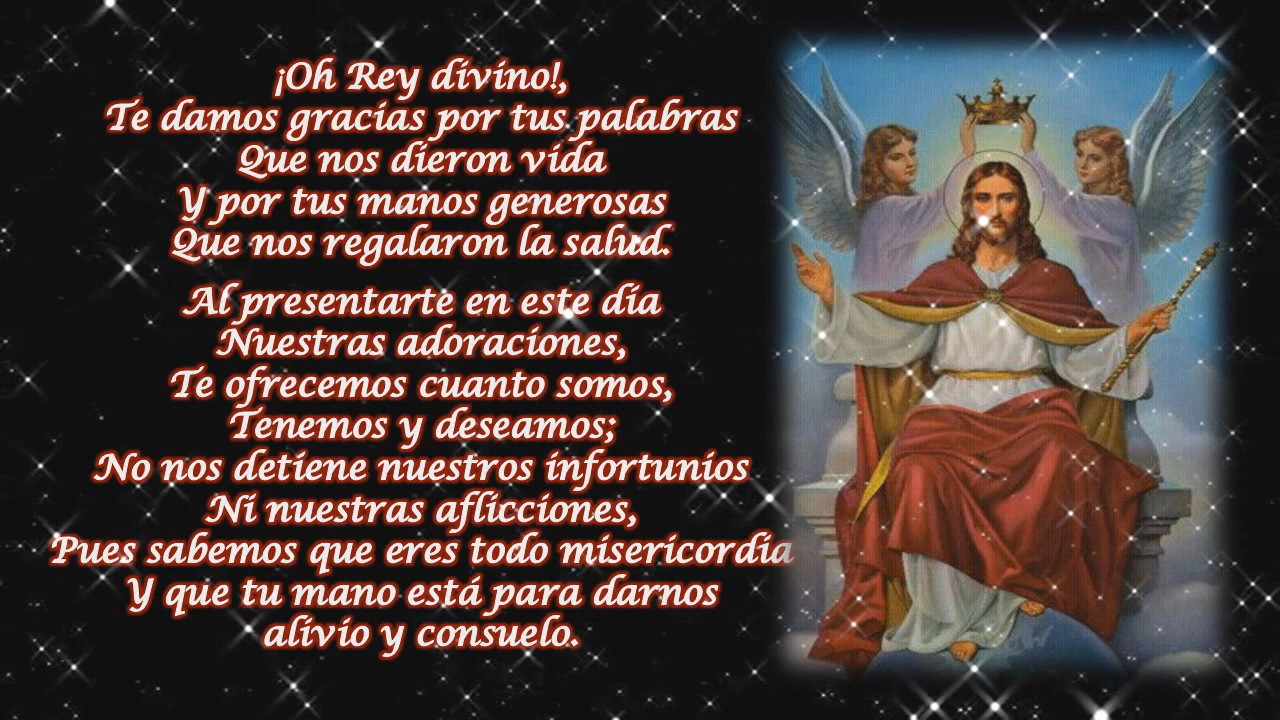 ¡Oh Rey divino!,
Te damos gracias por tus palabras
Que nos dieron vida
Y por tus manos generosas
Que nos regalaron la salud.
Al presentarte en este día
Nuestras adoraciones,
Te ofrecemos cuanto somos,
Tenemos y deseamos;
No nos detiene nuestros infortunios
Ni nuestras aflicciones,
Pues sabemos que eres todo misericordia
Y que tu mano está para darnos
alivio y consuelo.